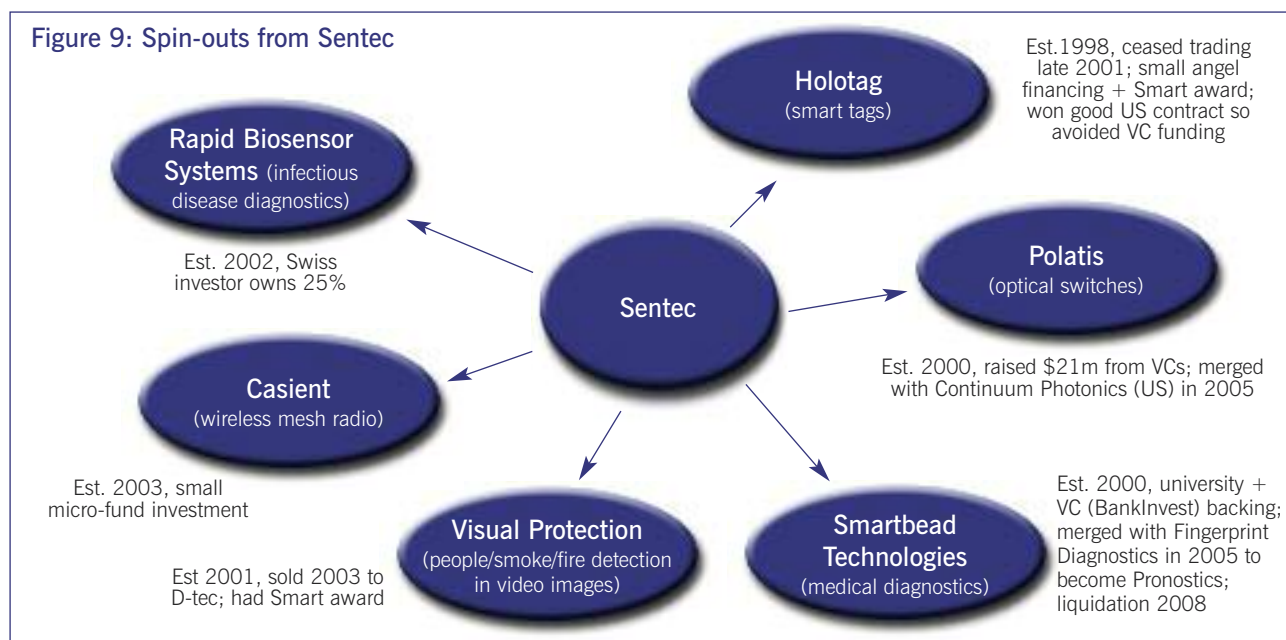 Figure 9: Spin-outs from Sentec
Holotag
(smart tags)
Est.1998, ceased trading
late 2001; small angel
financing + Smart award;
won good US contract so
avoided VC funding
Rapid Biosensor
Systems (infectious
disease diagnostics)
Est. 2002, Swiss
investor owns 25%
Polatis
(optical switches)
Est. 2000, raised $21m from VCs; merged
with Continuum Photonics (US) in 2005
Sentec
Casient
(wireless mesh radio)
Est. 2003, small
micro-fund investment
Visual Protection
(people/smoke/fire detection
in video images)
Est 2001, sold 2003 to
D-tec; had Smart award
Smartbead
Technologies
(medical diagnostics)
Est. 2000, university +
VC (BankInvest) backing;
merged with Fingerprint
Diagnostics in 2005 to
become Pronostics;
liquidation 2008